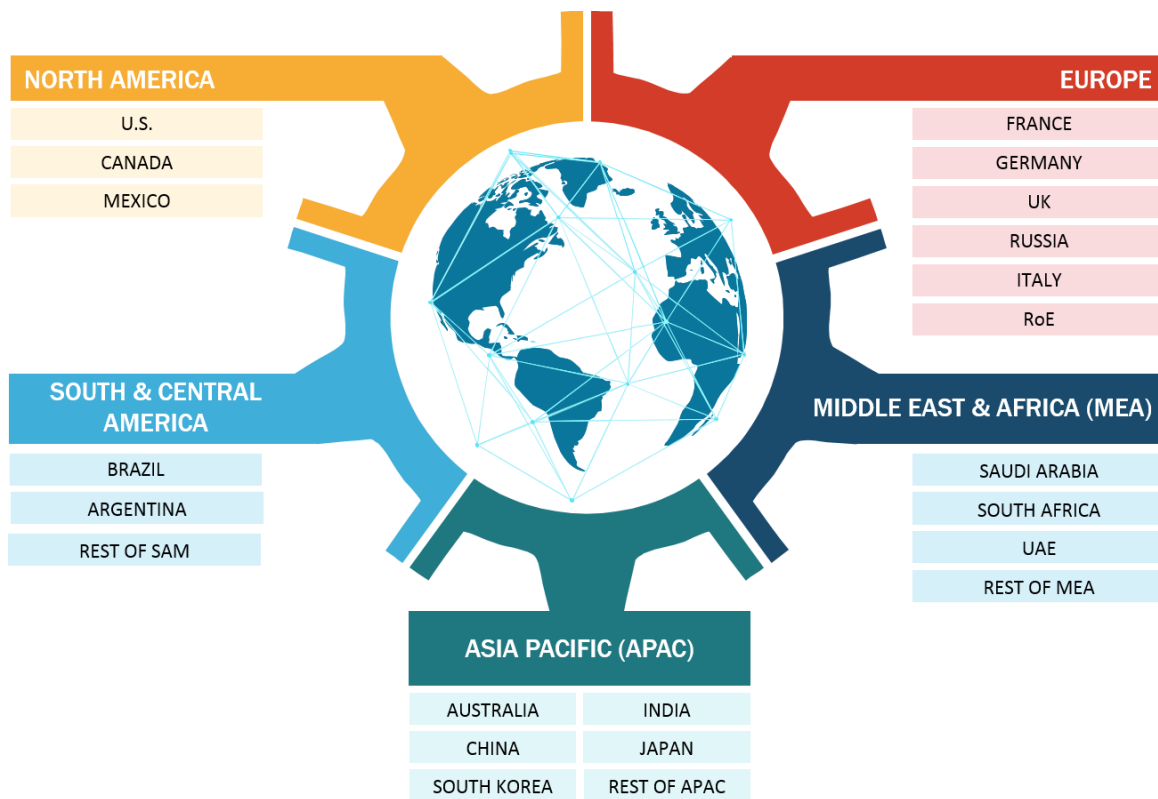 NORTH AMERICA
U.S.
CANADA
MEXICO
EUROPE
FRANCE
GERMANY
UK
RUSSIA
ITALY
RoE
SOUTH & CENTRAL
AMERICA
BRAZIL
ARGENTINA
REST OF SAM
MIDDLE EAST & AFRICA (MEA)
SAUDI ARABIA
SOUTH AFRICA
UAE
REST OF MEA
ASIA PACIFIC (APAC)
AUSTRALIA
INDIA
CHINA
JAPAN
SOUTH KOREA
REST OF APAC